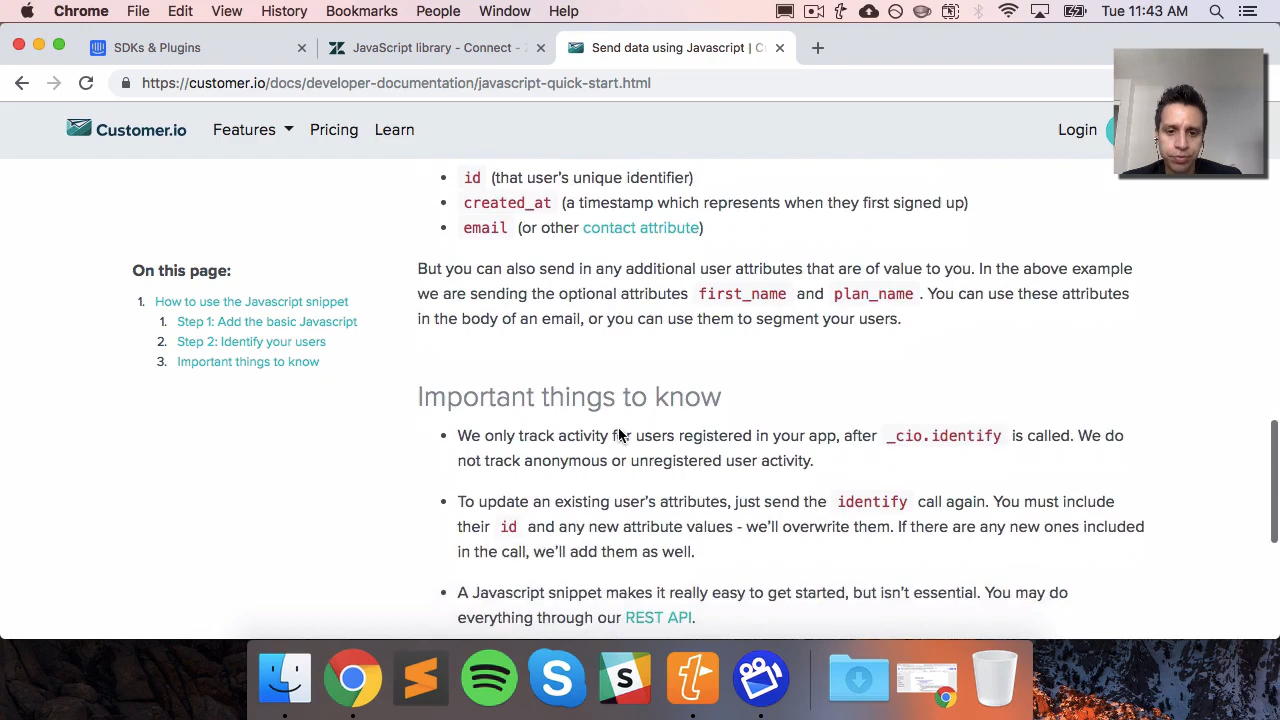 Chrome File Edit View History Bookmarks People Window Help Tue 11:43 AM
SDKs & Plugins JavaScript library - Connect - Send data using Javascript | C
https://customer.io/docs/developer-documentation/javascript-quick-start.html
Customer.io Features Pricing Learn Login
id (that user's unique identifier)
created_at (a timestamp which represents when they first signed up)
email (or other contact attribute)
On this page:
1. How to use the Javascript snippet
1. Step 1: Add the basic Javascript
2. Step 2: Identify your users
3. Important things to know
But you can also send in any additional user attributes that are of value to you. In the above example
we are sending the optional attributes first_name and plan_name. You can use these attributes
in the body of an email, or you can use them to segment your users.
Important things to know
We only track activity for users registered in your app, after _cio.identify is called. We do
not track anonymous or unregistered user activity.
To update an existing user's attributes, just send the identify call again. You must include
their id and any new attribute values - we'll overwrite them. If there are any new ones included
in the call, we'll add them as well.
A Javascript snippet makes it really easy to get started, but isn't essential. You may do
everything through our REST API.